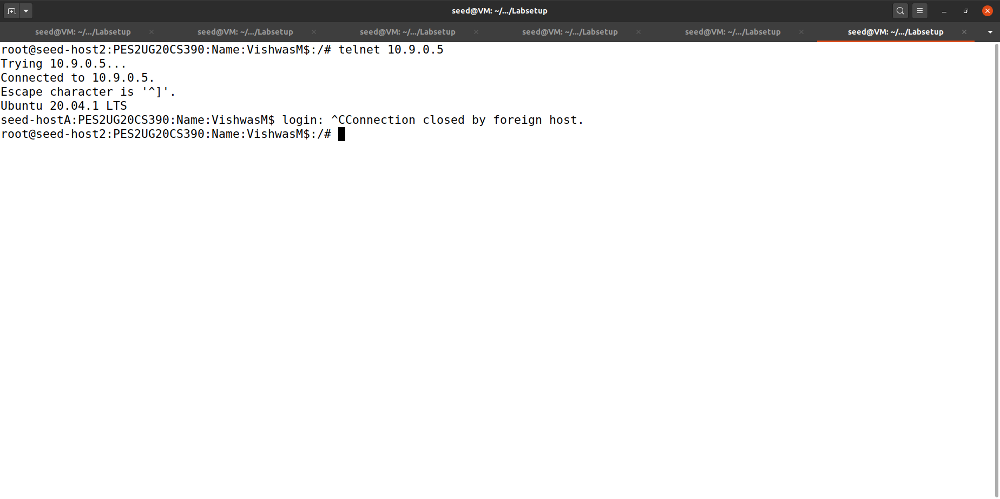 seed@VM: ~/.../Labsetup
seed@VM: ~/.../Labsetup seed@VM: ~/.../Labsetup seed@VM: ~/.../Labsetup seed@VM: ~/.../Labsetup seed@VM: ~/.../Labsetup seed@VM: ~/.../Labsetup
root@seed-host2:PES2UG20CS390:Name:VishwasM$:/# telnet 10.9.0.5
Trying 10.9.0.5...
Connected to 10.9.0.5.
Escape character is '^]'.
Ubuntu 20.04.1 LTS
seed-hostA:PES2UG20CS390:Name:VishwasM$ login: ^CConnection closed by foreign host.
root@seed-host2:PES2UG20CS390:Name:VishwasM$:/#